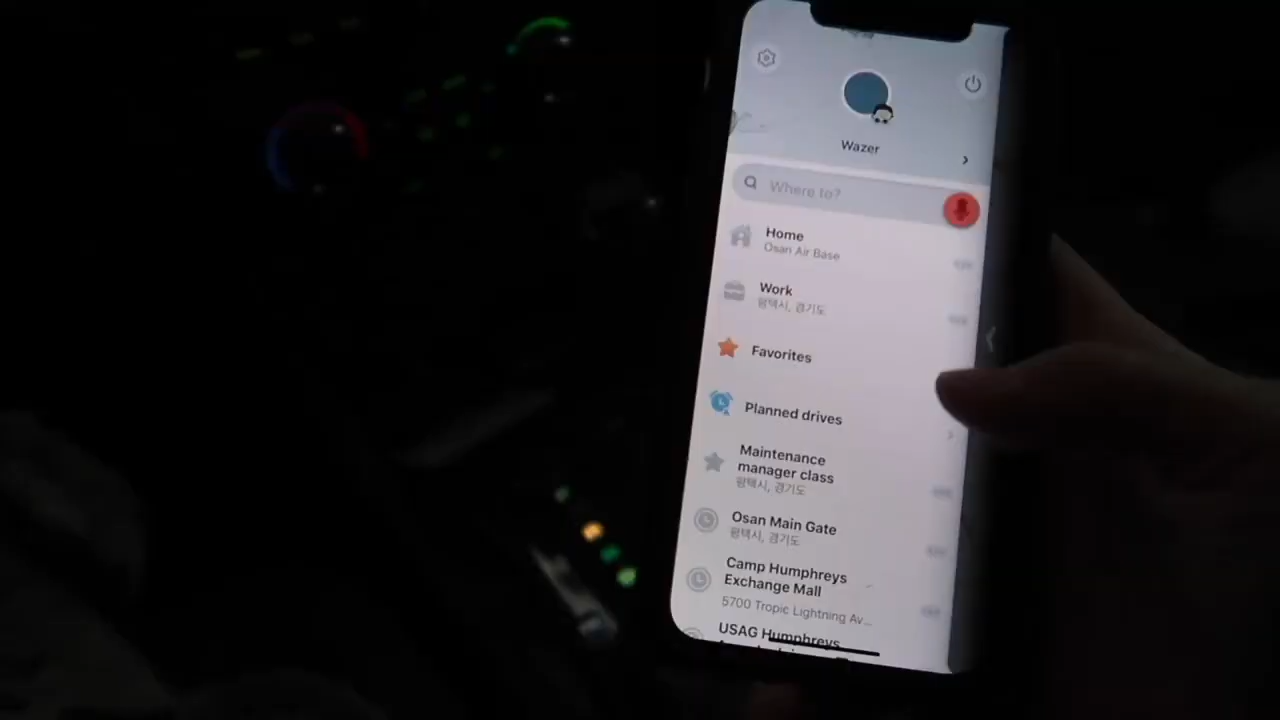 Wazer
Where to?
Home
Osan Air Base
Work
평택시, 경기도
Favorites
Planned drives
Maintenance
manager class
평택시, 경기도
Osan Main Gate
평택시, 경기도
Camp Humphreys
Exchange Mall
5700 Tropic Lightning Av...
USAG Humphreys